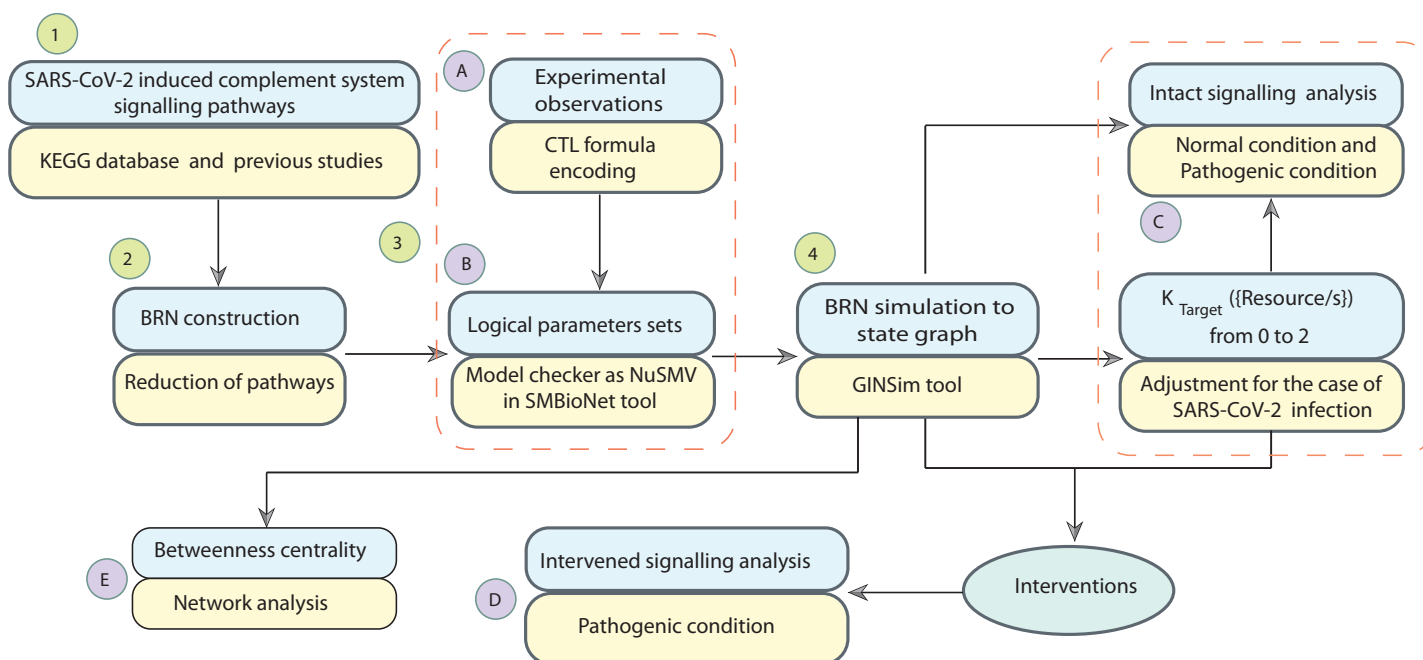 1
SARS-CoV-2 induced complement system
signalling pathways
KEGG database and previous studies
2
BRN construction
Reduction of pathways
3
A
Experimental
observations
CTL formula
encoding
B
Logical parameters sets
Model checker as NuSMV
in SMBioNet tool
4
BRN simulation to
state graph
GINSim tool
Intact signalling analysis
Normal condition and
Pathogenic condition
C
K Target ({Resource/s})
from 0 to 2
Adjustment for the case of
SARS-CoV-2 infection
E
Betweenness centrality
Network analysis
D
Intervened signalling analysis
Pathogenic condition
Interventions